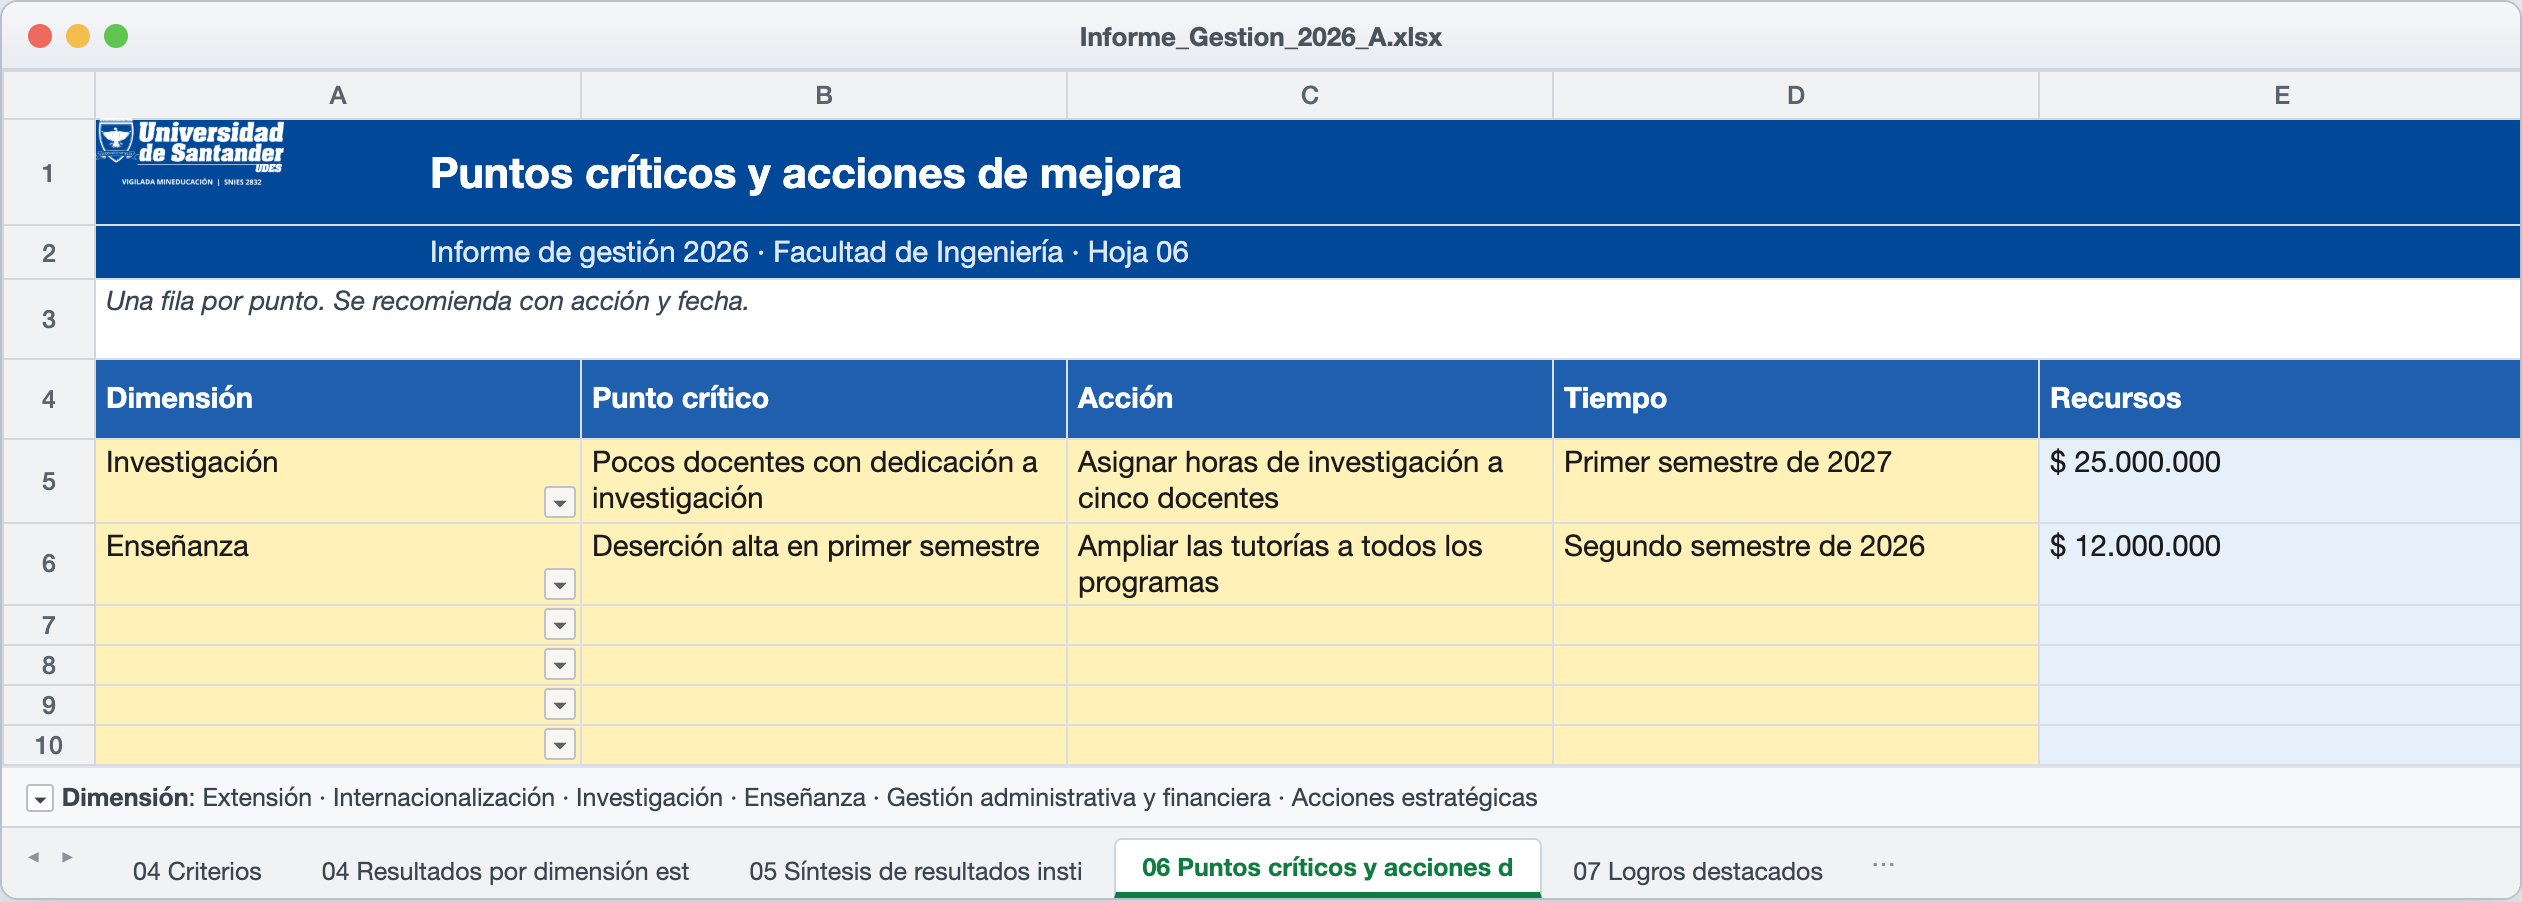 Informe_Gestion_2026_A.xlsx
A B C D E
1
Universidad
de Santander
UDES
VIGILADA MINEDUCACIÓN | SNIES 2832
Puntos críticos y acciones de mejora
2 Informe de gestión 2026 · Facultad de Ingeniería · Hoja 06
3 Una fila por punto. Se recomienda con acción y fecha.
4 Dimensión Punto crítico Acción Tiempo Recursos
5 Investigación Pocos docentes con dedicación a investigación Asignar horas de investigación a cinco docentes Primer semestre de 2027 $ 25.000.000
6 Enseñanza Deserción alta en primer semestre Ampliar las tutorías a todos los programas Segundo semestre de 2026 $ 12.000.000
7
8
9
10
Dimensión: Extensión · Internacionalización · Investigación · Enseñanza · Gestión administrativa y financiera · Acciones estratégicas
04 Criterios 04 Resultados por dimensión est 05 Síntesis de resultados insti 06 Puntos críticos y acciones d 07 Logros destacados ...